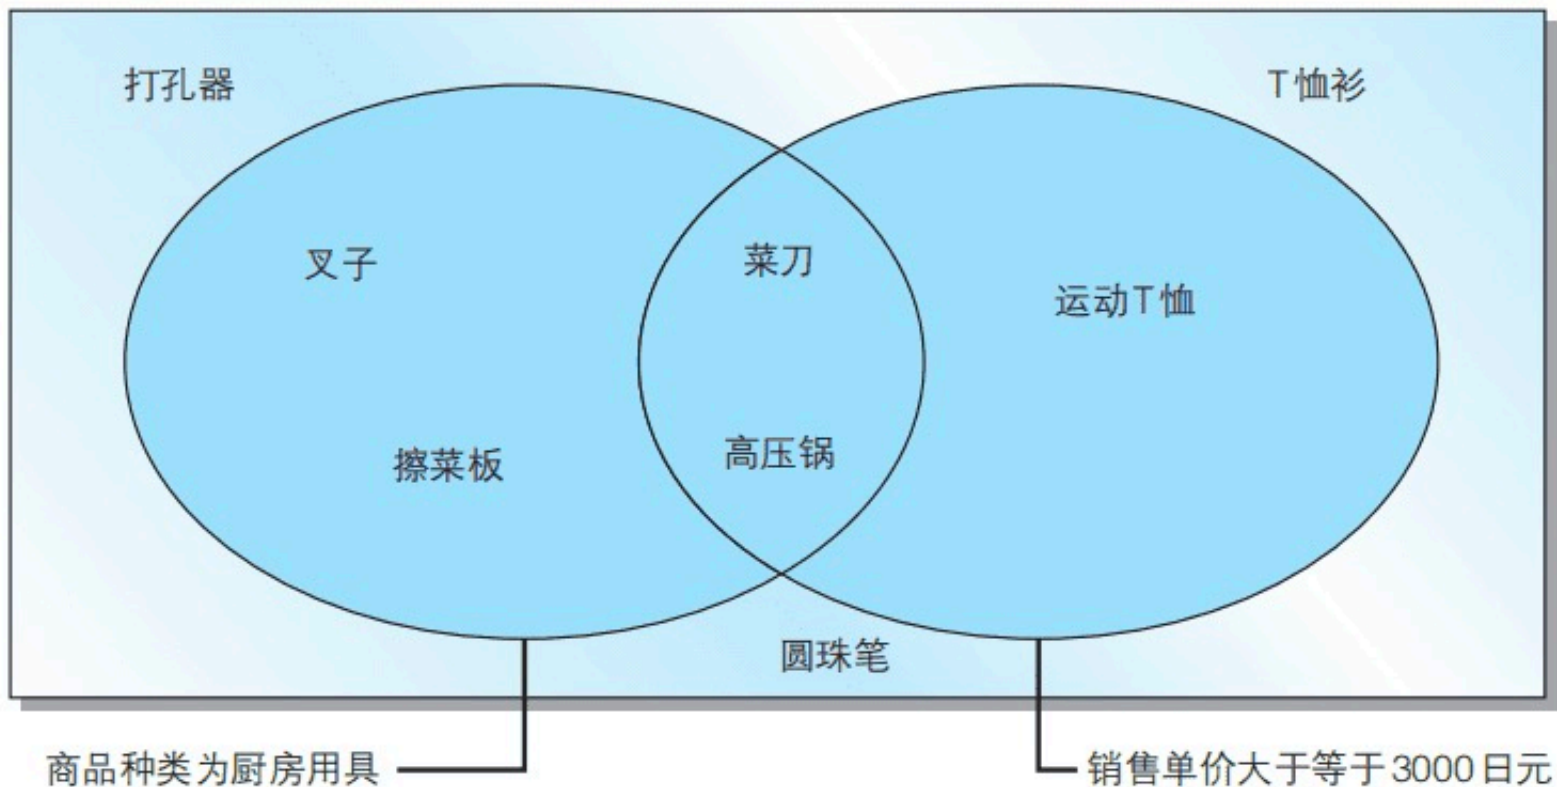 打孔器
T恤衫
叉子
菜刀
运动T恤
擦菜板
高压锅
圆珠笔
商品种类为厨房用具
销售单价大于等于3000日元